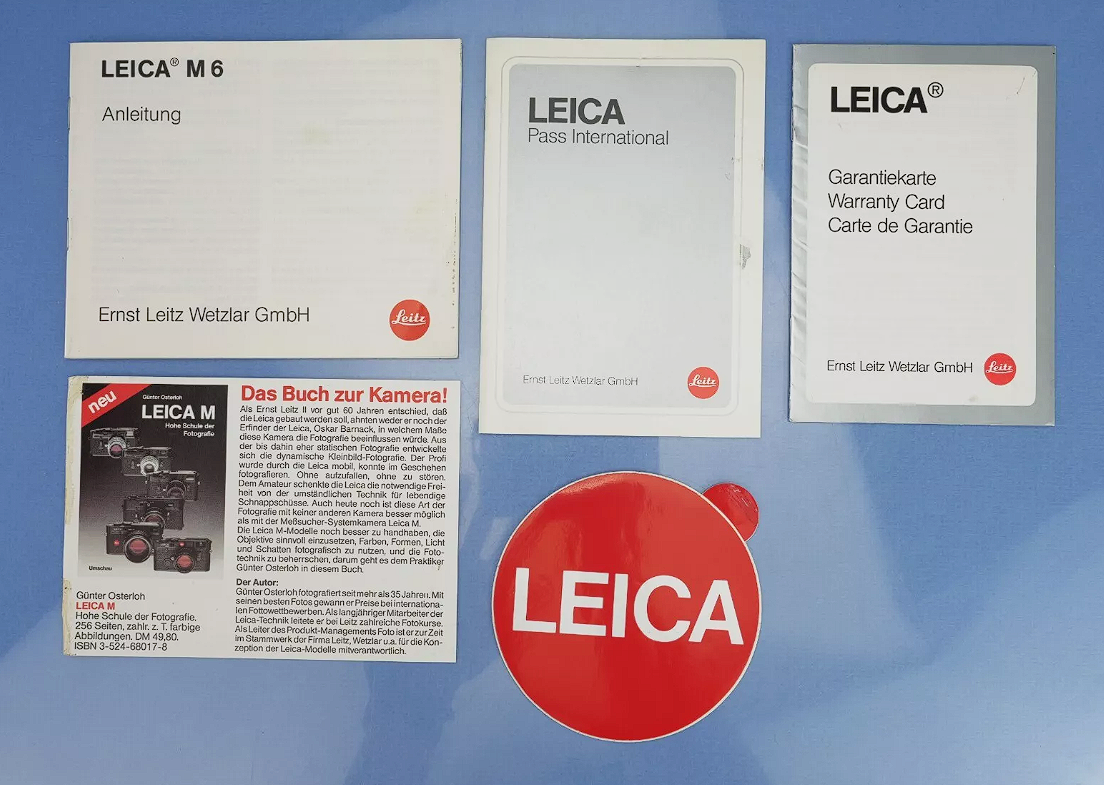 LEICA® M6
Anleitung
Ernst Leitz Wetzlar GmbH
Leitz
LEICA
Pass International
Ernst Leitz Wetzlar GmbH
Leitz
LEICA®
Garantiekarte
Warranty Card
Carte de Garantie
Ernst Leitz Wetzlar GmbH
Leitz
neu
Günter Osterloh
LEICA M
Hohe Schule der
Fotografie
Umschau
Günter Osterloh
LEICA M
Hohe Schule der Fotografie.
256 Seiten, zahlr. z. T. farbige
Abbildungen. DM 49,80.
ISBN 3-524-68017-8
Das Buch zur Kamera!
Als Ernst Leitz II vor gut 60 Jahren entschied, daß
die Leica gebaut werden soll, ahnten weder er noch der
Erfinder der Leica, Oskar Barnack, in welchem Maße
diese Kamera die Fotografie beeinflussen würde. Aus
der bis dahin eher statischen Fotografie entwickelte
sich die dynamische Kleinbild-Fotografie. Der Profi
wurde durch die Leica mobil, konnte im Geschehen
fotografieren. Ohne aufzufallen, ohne zu stören.
Dem Amateur schenkte die Leica die notwendige Frei-
heit von der umständlichen Technik für lebendige
Schnappschüsse. Auch heute noch ist diese Art der
Fotografie mit keiner anderen Kamera besser möglich
als mit der Meßsucher-Systemkamera Leica M.
Die Leica M-Modelle noch besser zu handhaben, die
Objektive sinnvoll einzusetzen, Farben, Formen, Licht
und Schatten fotografisch zu nutzen, und die Foto-
technik zu beherrschen, darum geht es dem Praktiker
Günter Osterloh in diesem Buch.
Der Autor:
Günter Osterloh fotografiert seit mehr als 35 Jahren. Mit
seinen besten Fotos gewann er Preise bei internationa-
len Fottowettbewerben. Als langjähriger Mitarbeiter der
Leica-Technik leitete er bei Leitz zahlreiche Fotokurse.
Als Leiter des Produkt-Managements Foto ist er zur Zeit
im Stammwerk der Firma Leitz, Wetzlar u.a. für die Kon-
zeption der Leica-Modelle mitverantwortlich.
LEICA